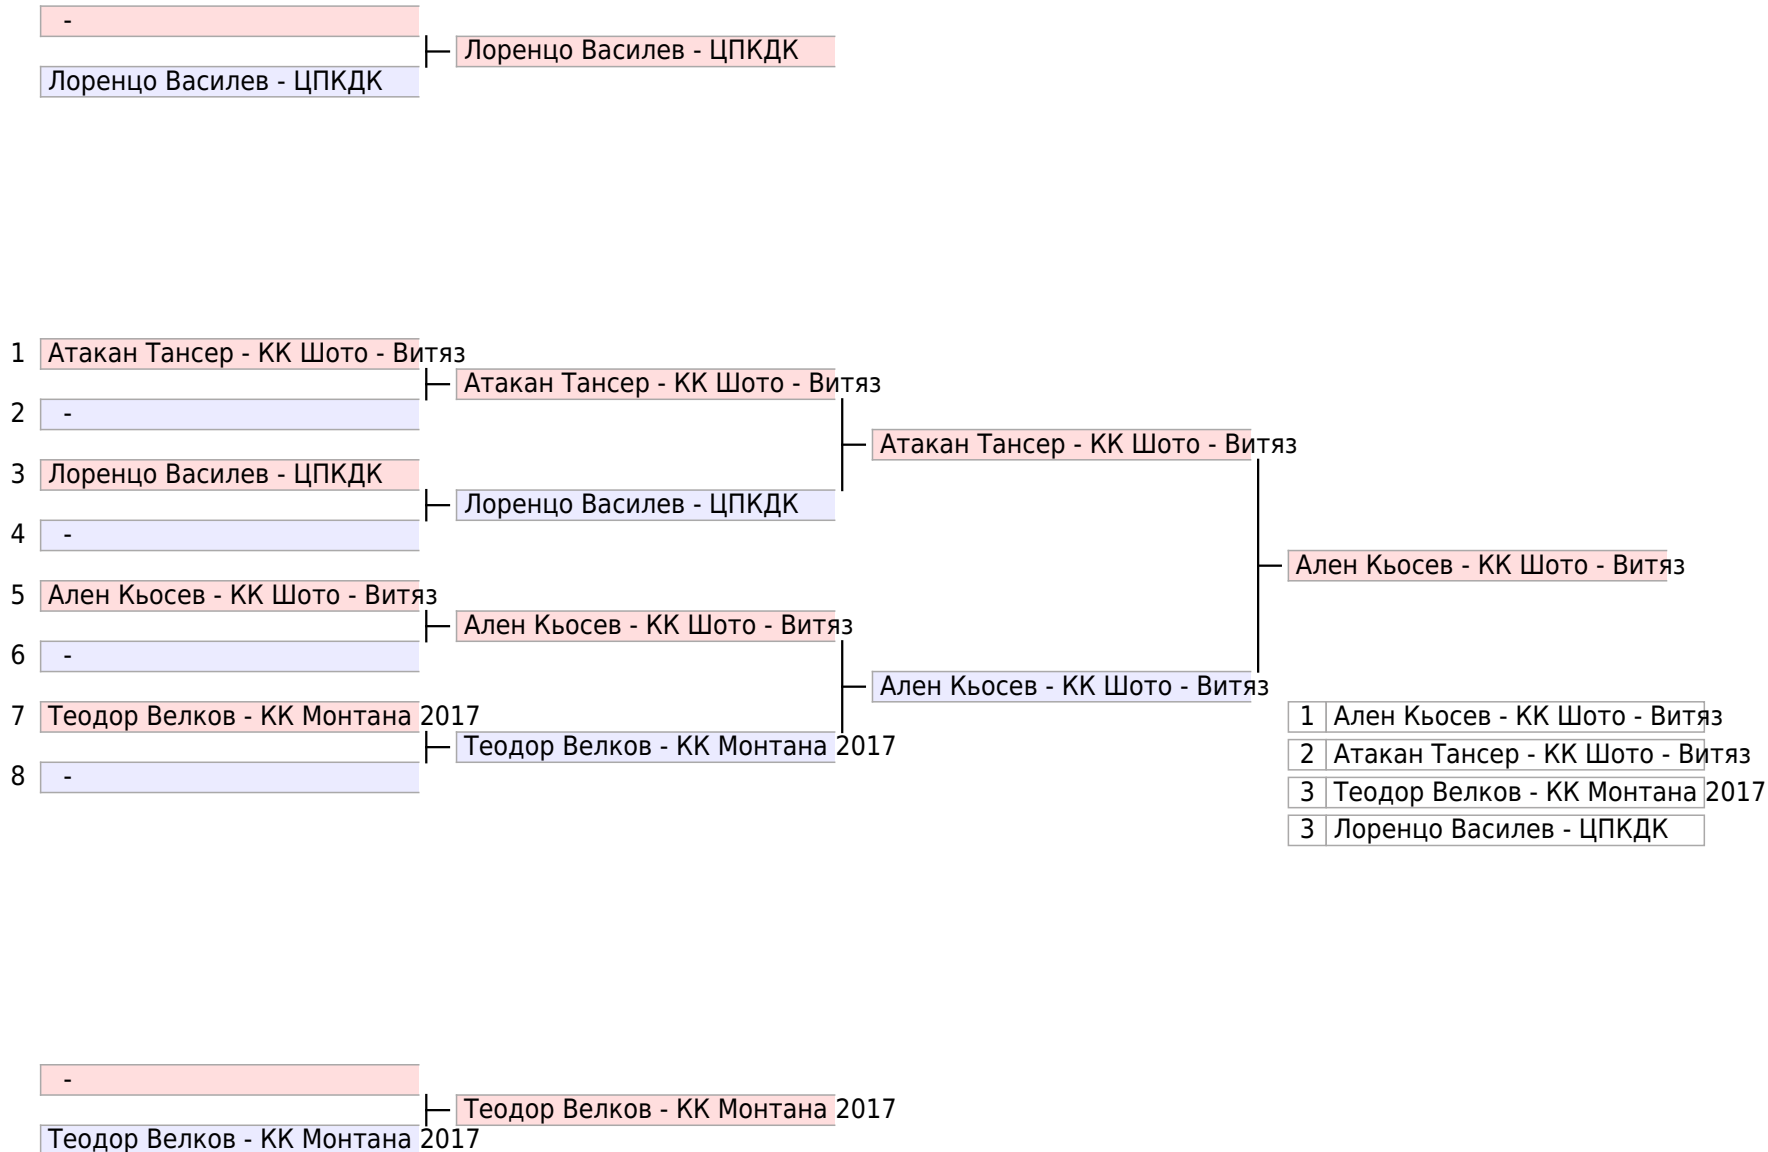 -
Лоренцо Василев - ЦПКДК
Лоренцо Василев - ЦПКДК
1 Атакан Тансер - КК Шото - Витяз
Атакан Тансер - КК Шото - Витяз
2 -
Атакан Тансер - КК Шото - Витяз
3 Лоренцо Василев - ЦПКДК
Лоренцо Василев - ЦПКДК
4 -
Ален Кьосев - КК Шото - Витяз
5 Ален Кьосев - КК Шото - Витяз
Ален Кьосев - КК Шото - Витяз
6 -
Ален Кьосев - КК Шото - Витяз
7 Теодор Велков - КК Монтана 2017
Теодор Велков - КК Монтана 2017
8 -
1 Ален Кьосев - КК Шото - Витяз
2 Атакан Тансер - КК Шото - Витяз
3 Теодор Велков - КК Монтана 2017
3 Лоренцо Василев - ЦПКДК
-
Теодор Велков - КК Монтана 2017
Теодор Велков - КК Монтана 2017